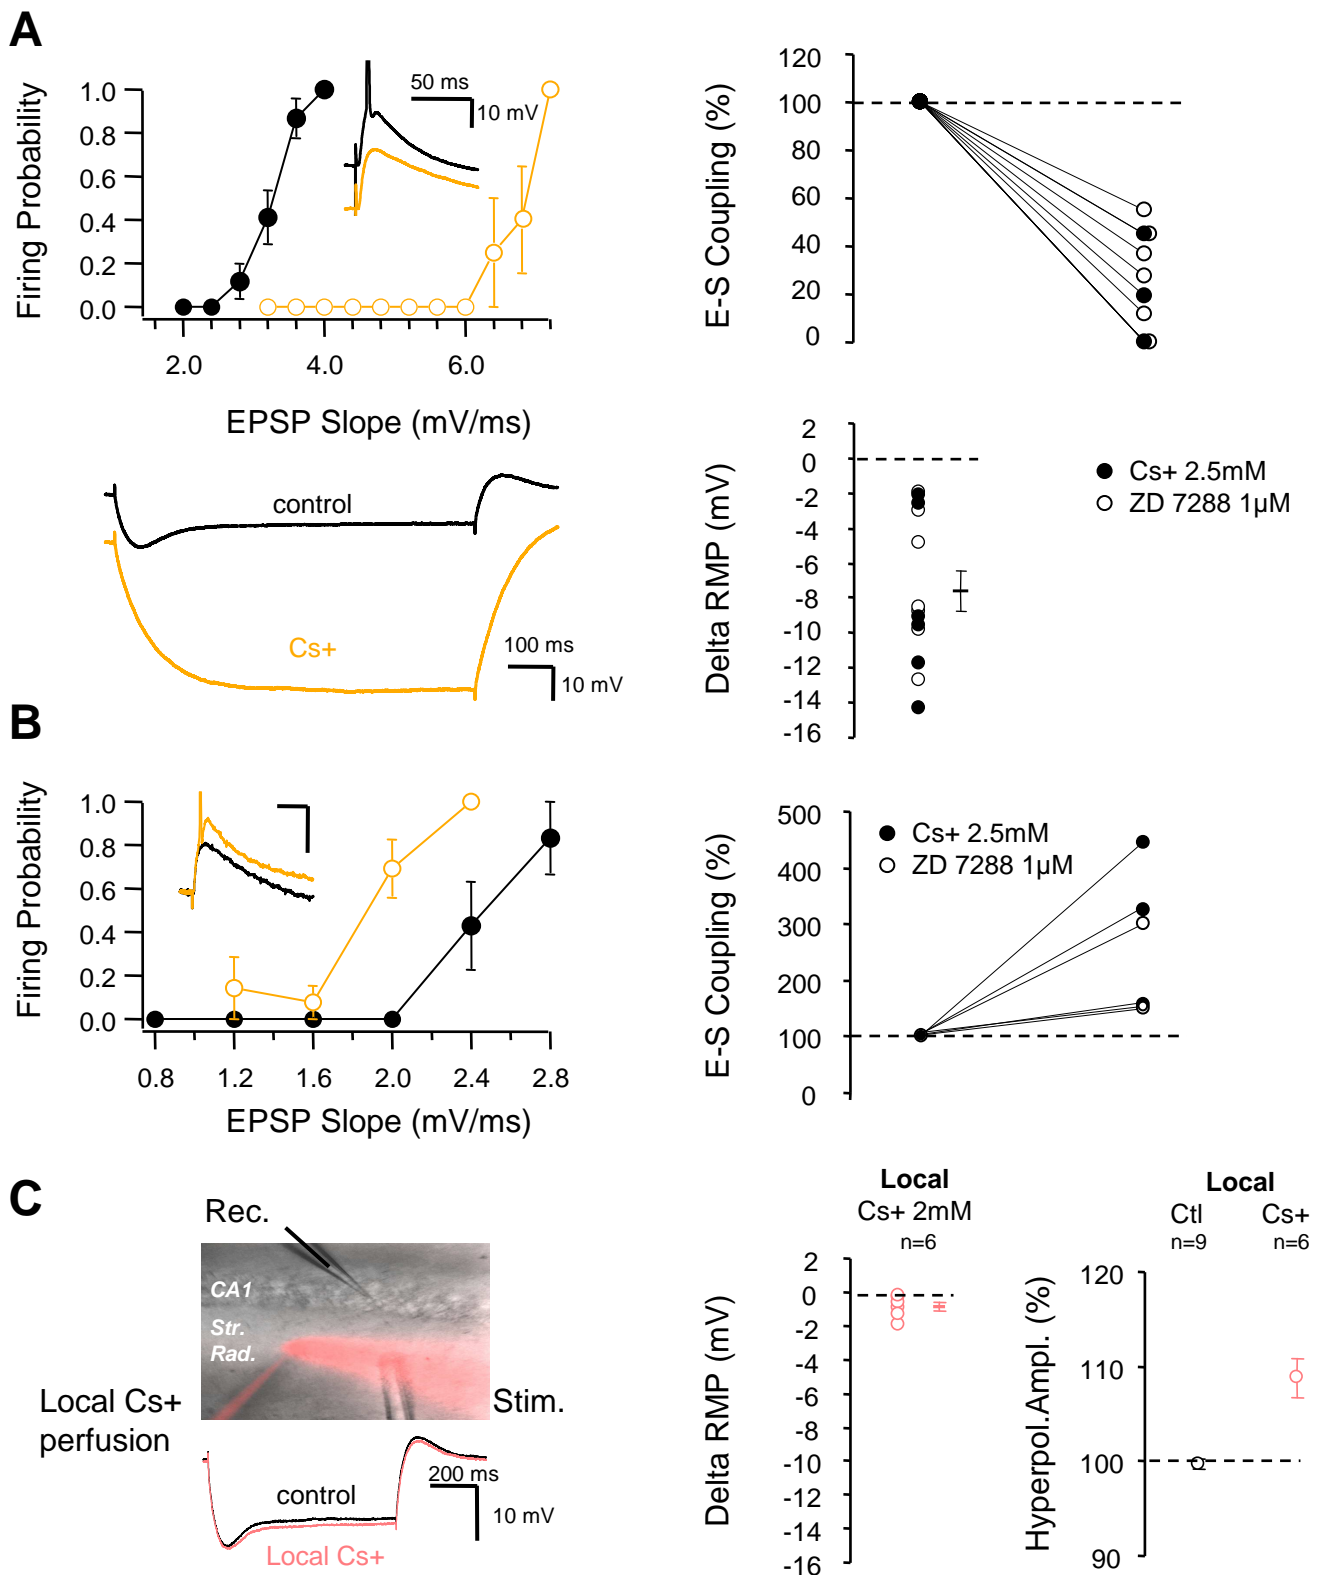 A
Firing Probability
1.0
0.8
0.6
0.4
0.2
0.0
2.0 4.0 6.0
EPSP Slope (mV/ms)
50 ms
10 mV
E-S Coupling (%)
120
100
80
60
40
20
0
control
Cs+
100 ms
10 mV
Delta RMP (mV)
2
0
-2
-4
-6
-8
-10
-12
-14
-16
Cs+ 2.5mM
ZD 7288 1µM
B
Firing Probability
1.0
0.8
0.6
0.4
0.2
0.0
0.8 1.2 1.6 2.0 2.4 2.8
EPSP Slope (mV/ms)
E-S Coupling (%)
500
400
300
200
100
0
Cs+ 2.5mM
ZD 7288 1µM
C
Rec.
CA1
Str.
Rad.
Local Cs+
perfusion
Stim.
control
Local Cs+
200 ms
10 mV
Local
Cs+ 2mM
n=6
Delta RMP (mV)
2
0
-2
-4
-6
-8
-10
-12
-14
-16
Local
Ctl Cs+
n=9 n=6
Hyperpol.Ampl. (%)
120
110
100
90